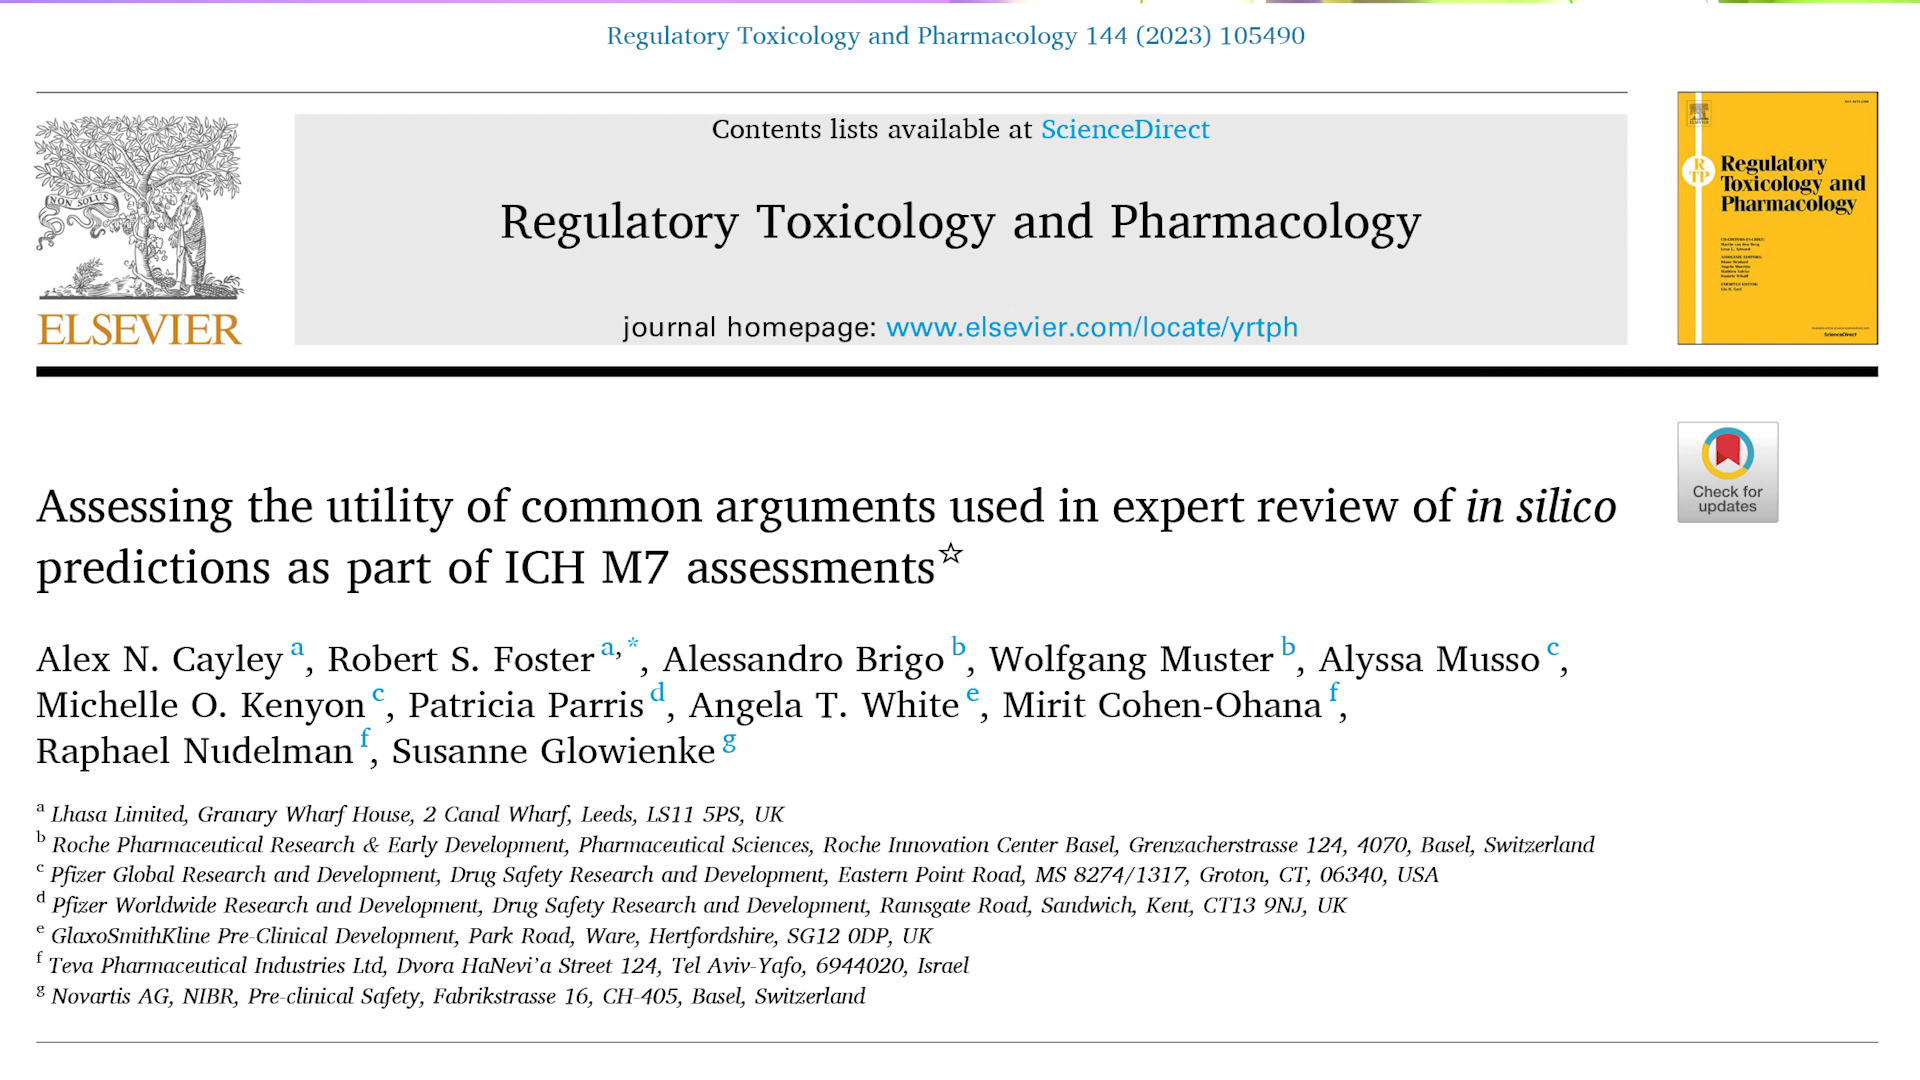 Regulatory Toxicology and Pharmacology 144 (2023) 105490
Contents lists available at ScienceDirect
Regulatory Toxicology and Pharmacology
journal homepage: www.elsevier.com/locate/yrtph
NON SOLUS
ELSEVIER
R
TP
Regulatory
Toxicology and
Pharmacology
ScienceDirect
Check for
updates
Assessing the utility of common arguments used in expert review of in silico
predictions as part of ICH M7 assessments☆
Alex N. Cayley a, Robert S. Foster a,*, Alessandro Brigo b, Wolfgang Muster b, Alyssa Musso c,
Michelle O. Kenyon c, Patricia Parris d, Angela T. White e, Mirit Cohen-Ohana f,
Raphael Nudelman f, Susanne Glowienke g
a Lhasa Limited, Granary Wharf House, 2 Canal Wharf, Leeds, LS11 5PS, UK
b Roche Pharmaceutical Research & Early Development, Pharmaceutical Sciences, Roche Innovation Center Basel, Grenzacherstrasse 124, 4070, Basel, Switzerland
c Pfizer Global Research and Development, Drug Safety Research and Development, Eastern Point Road, MS 8274/1317, Groton, CT, 06340, USA
d Pfizer Worldwide Research and Development, Drug Safety Research and Development, Ramsgate Road, Sandwich, Kent, CT13 9NJ, UK
e GlaxoSmithKline Pre-Clinical Development, Park Road, Ware, Hertfordshire, SG12 0DP, UK
f Teva Pharmaceutical Industries Ltd, Dvora HaNevi'a Street 124, Tel Aviv-Yafo, 6944020, Israel
g Novartis AG, NIBR, Pre-clinical Safety, Fabrikstrasse 16, CH-405, Basel, Switzerland